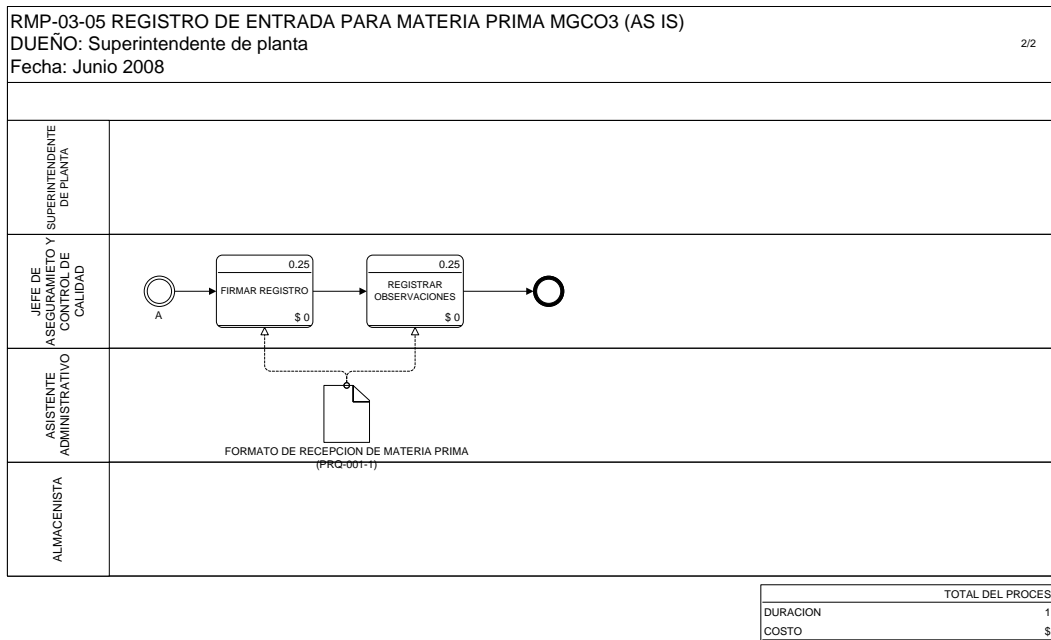 RMP-03-05 REGISTRO DE ENTRADA PARA MATERIA PRIMA MGCO3 (AS IS)
DUEÑO: Superintendente de planta
2/2
Fecha: Junio 2008
SUPERINTENDENTE
DE PLANTA
JEFE DE
ASEGURAMIETO Y
CONTROL DE
CALIDAD
A
0.25
FIRMAR REGISTRO
$ 0
0.25
REGISTRAR
OBSERVACIONES
$ 0
ASISTENTE
ADMINISTRATIVO
FORMATO DE RECEPCION DE MATERIA PRIMA
(PRQ-001-1)
ALMACENISTA
TOTAL DEL PROCES
DURACION 1
COSTO $